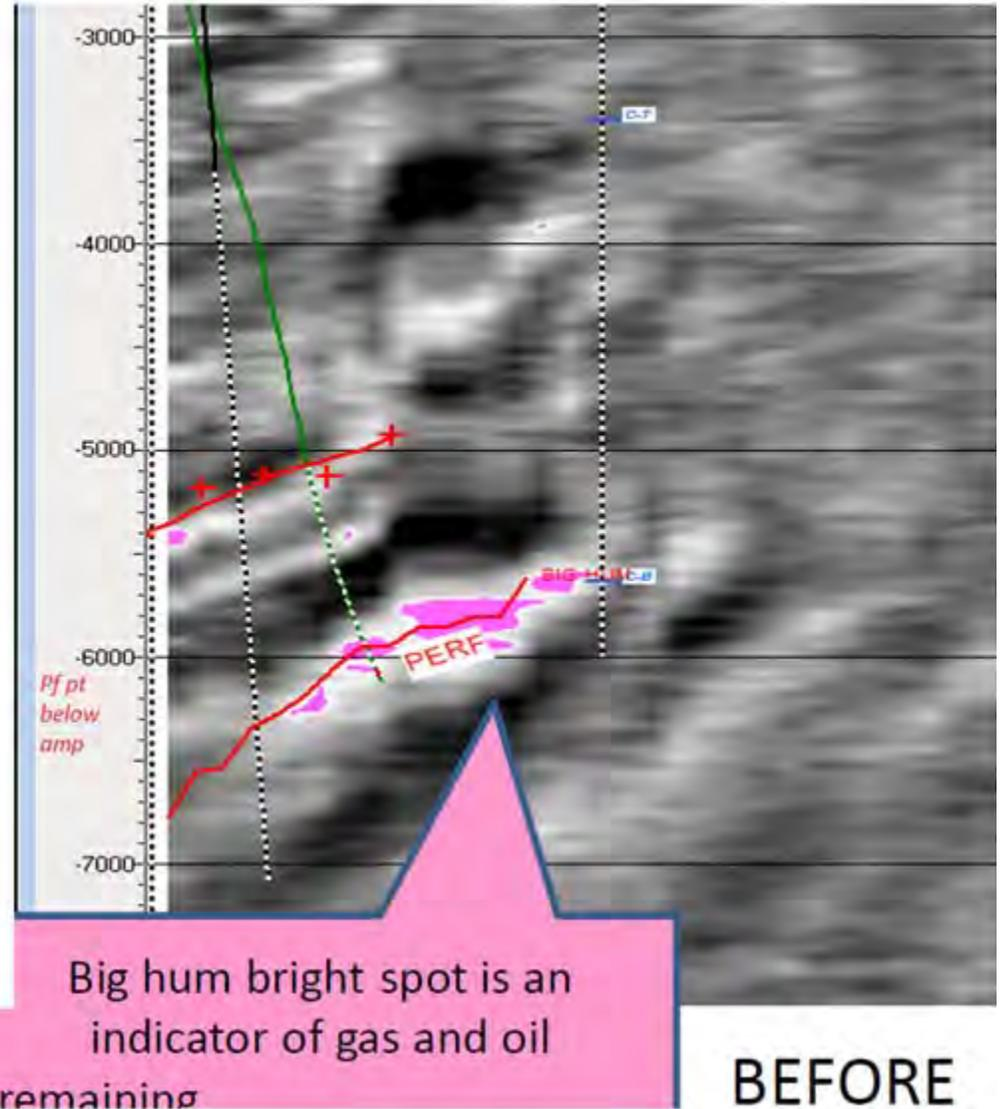 -3000
-4000
-5000
BIG HUM
-6000
PERF
Pf pt
below
amp
-7000
Big hum bright spot is an
indicator of gas and oil
remaining
BEFORE